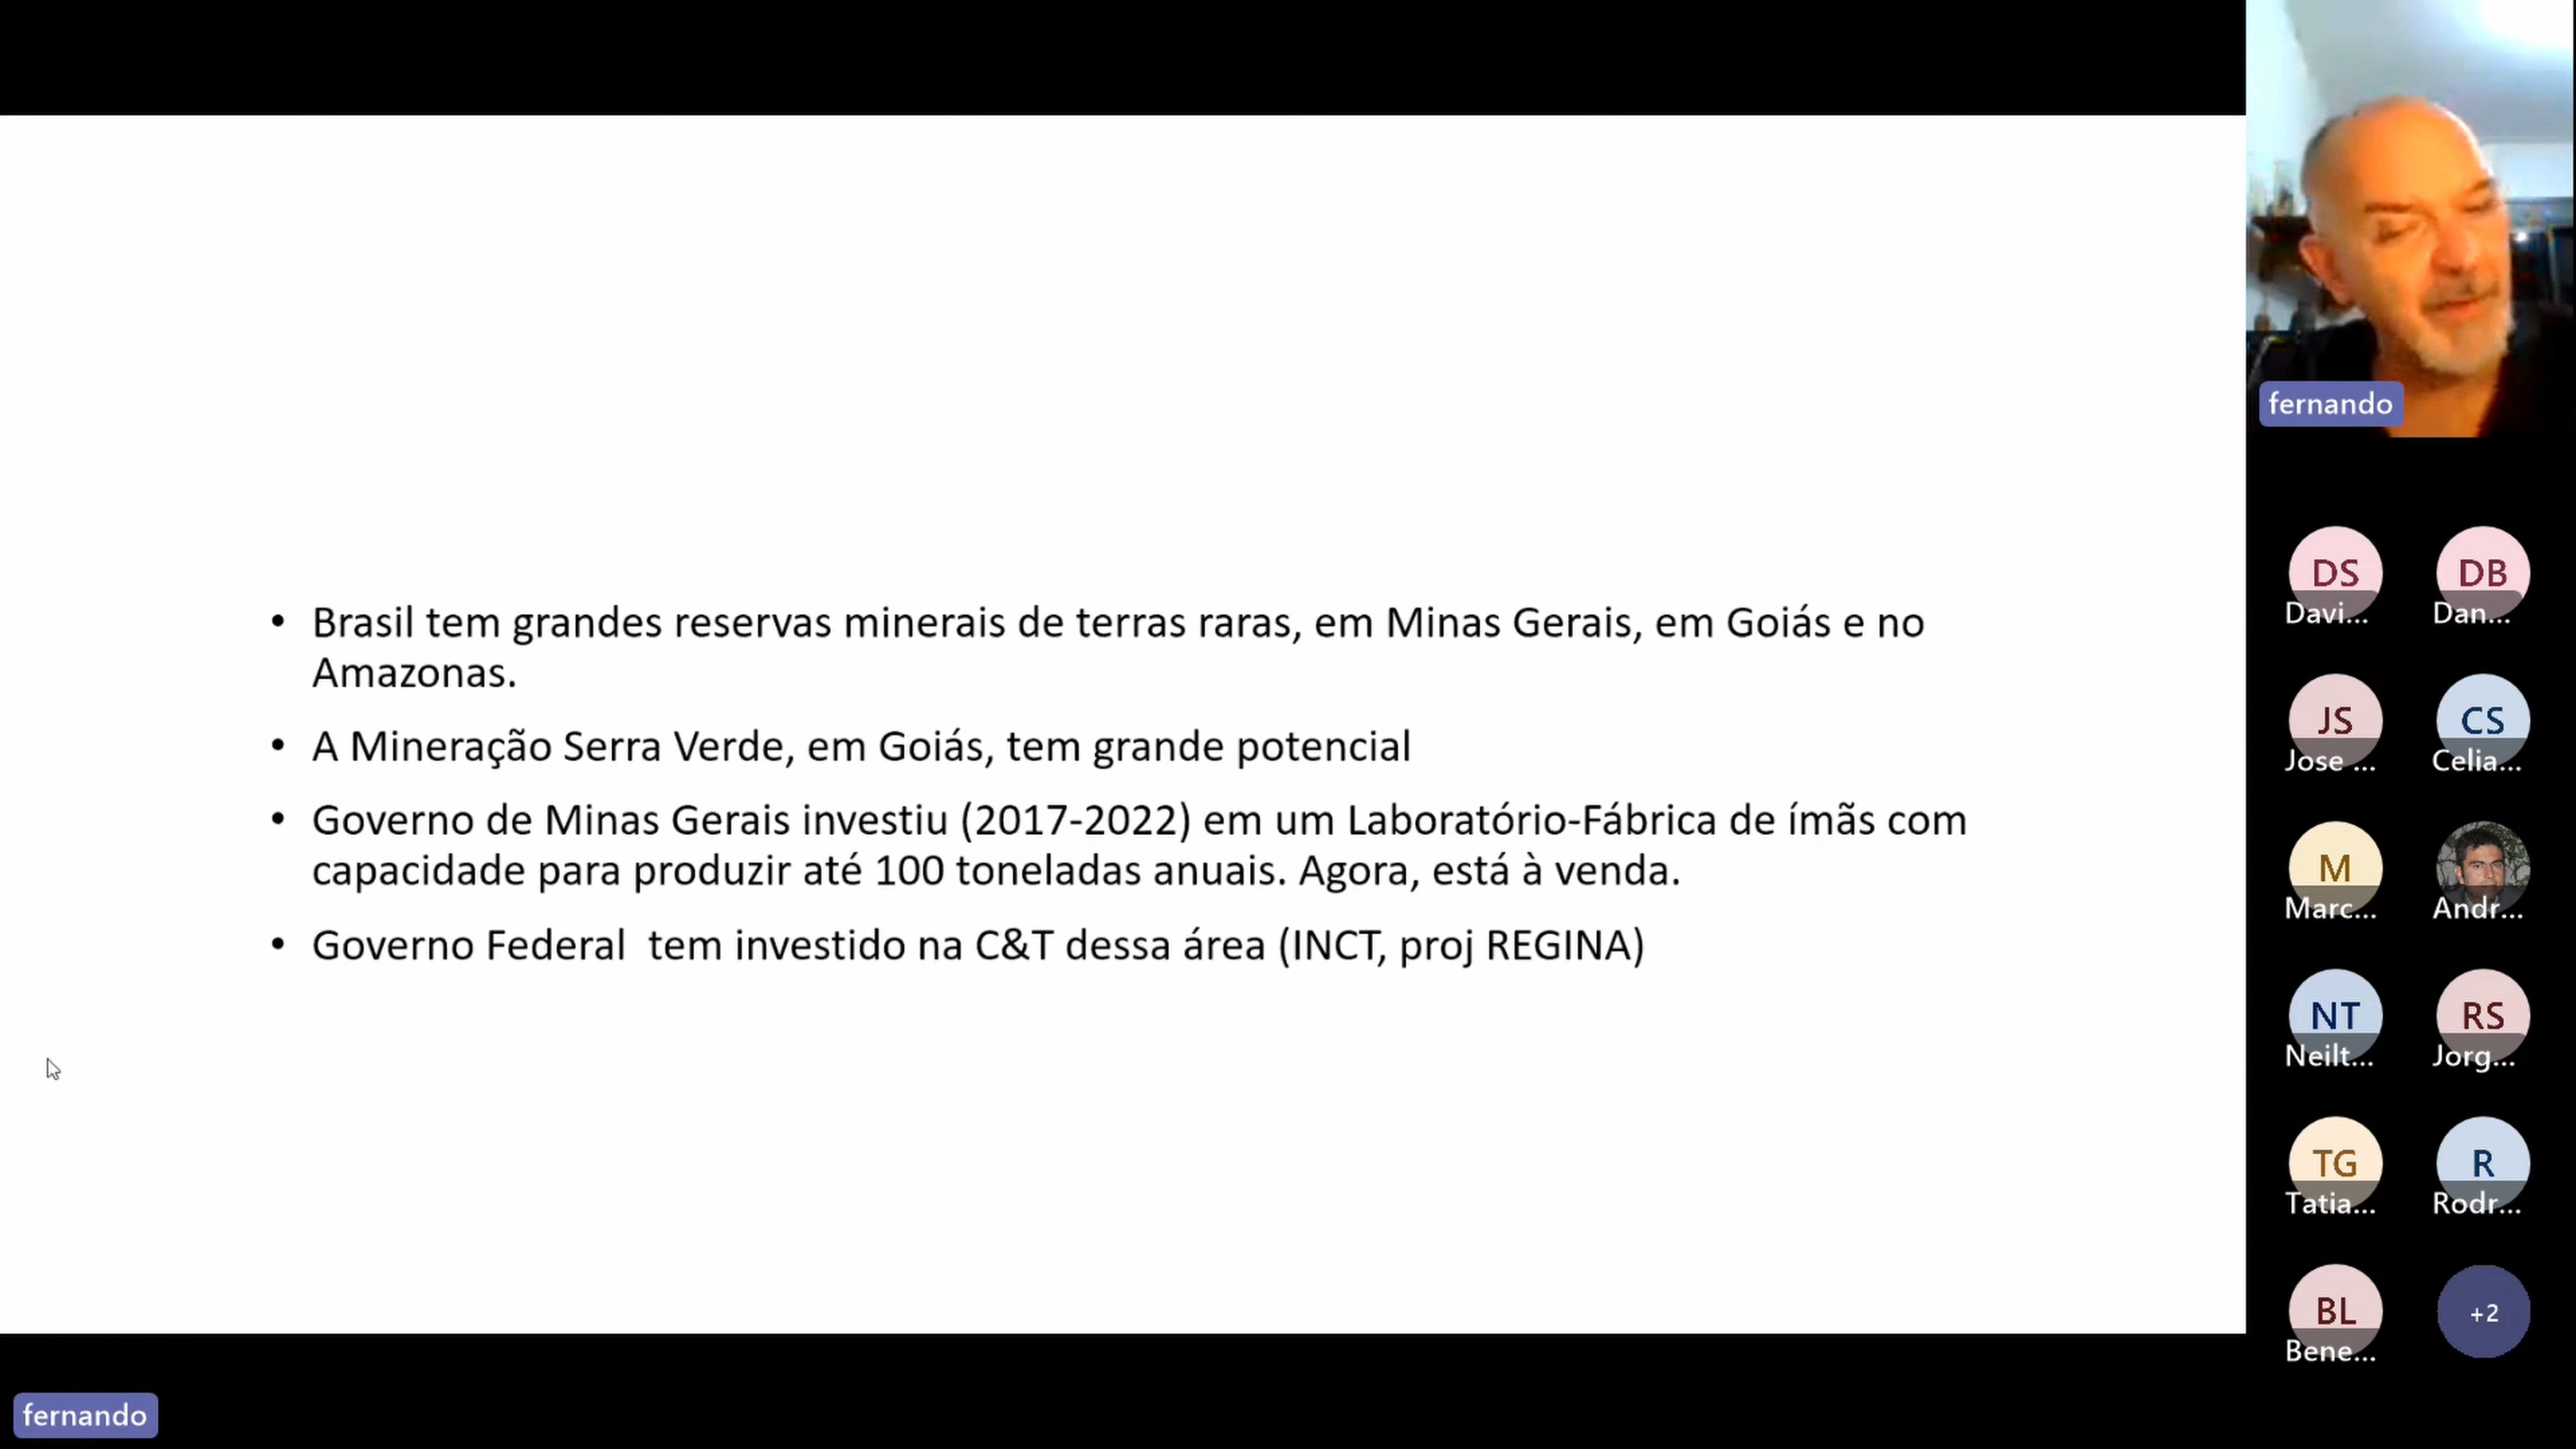 • Brasil tem grandes reservas minerais de terras raras, em Minas Gerais, em Goiás e no
Amazonas.
• A Mineração Serra Verde, em Goiás, tem grande potencial
• Governo de Minas Gerais investiu (2017-2022) em um Laboratório-Fábrica de ímãs com
capacidade para produzir até 100 toneladas anuais. Agora, está à venda.
• Governo Federal  tem investido na C&T dessa área (INCT, proj REGINA)
fernando
fernando
DS
DB
Davi...
Dan...
JS
CS
Jose ...
Celia...
M
Marc...
Andr...
NT
RS
Neilt...
Jorg...
TG
R
Tatia...
Rodr...
BL
+2
Bene...